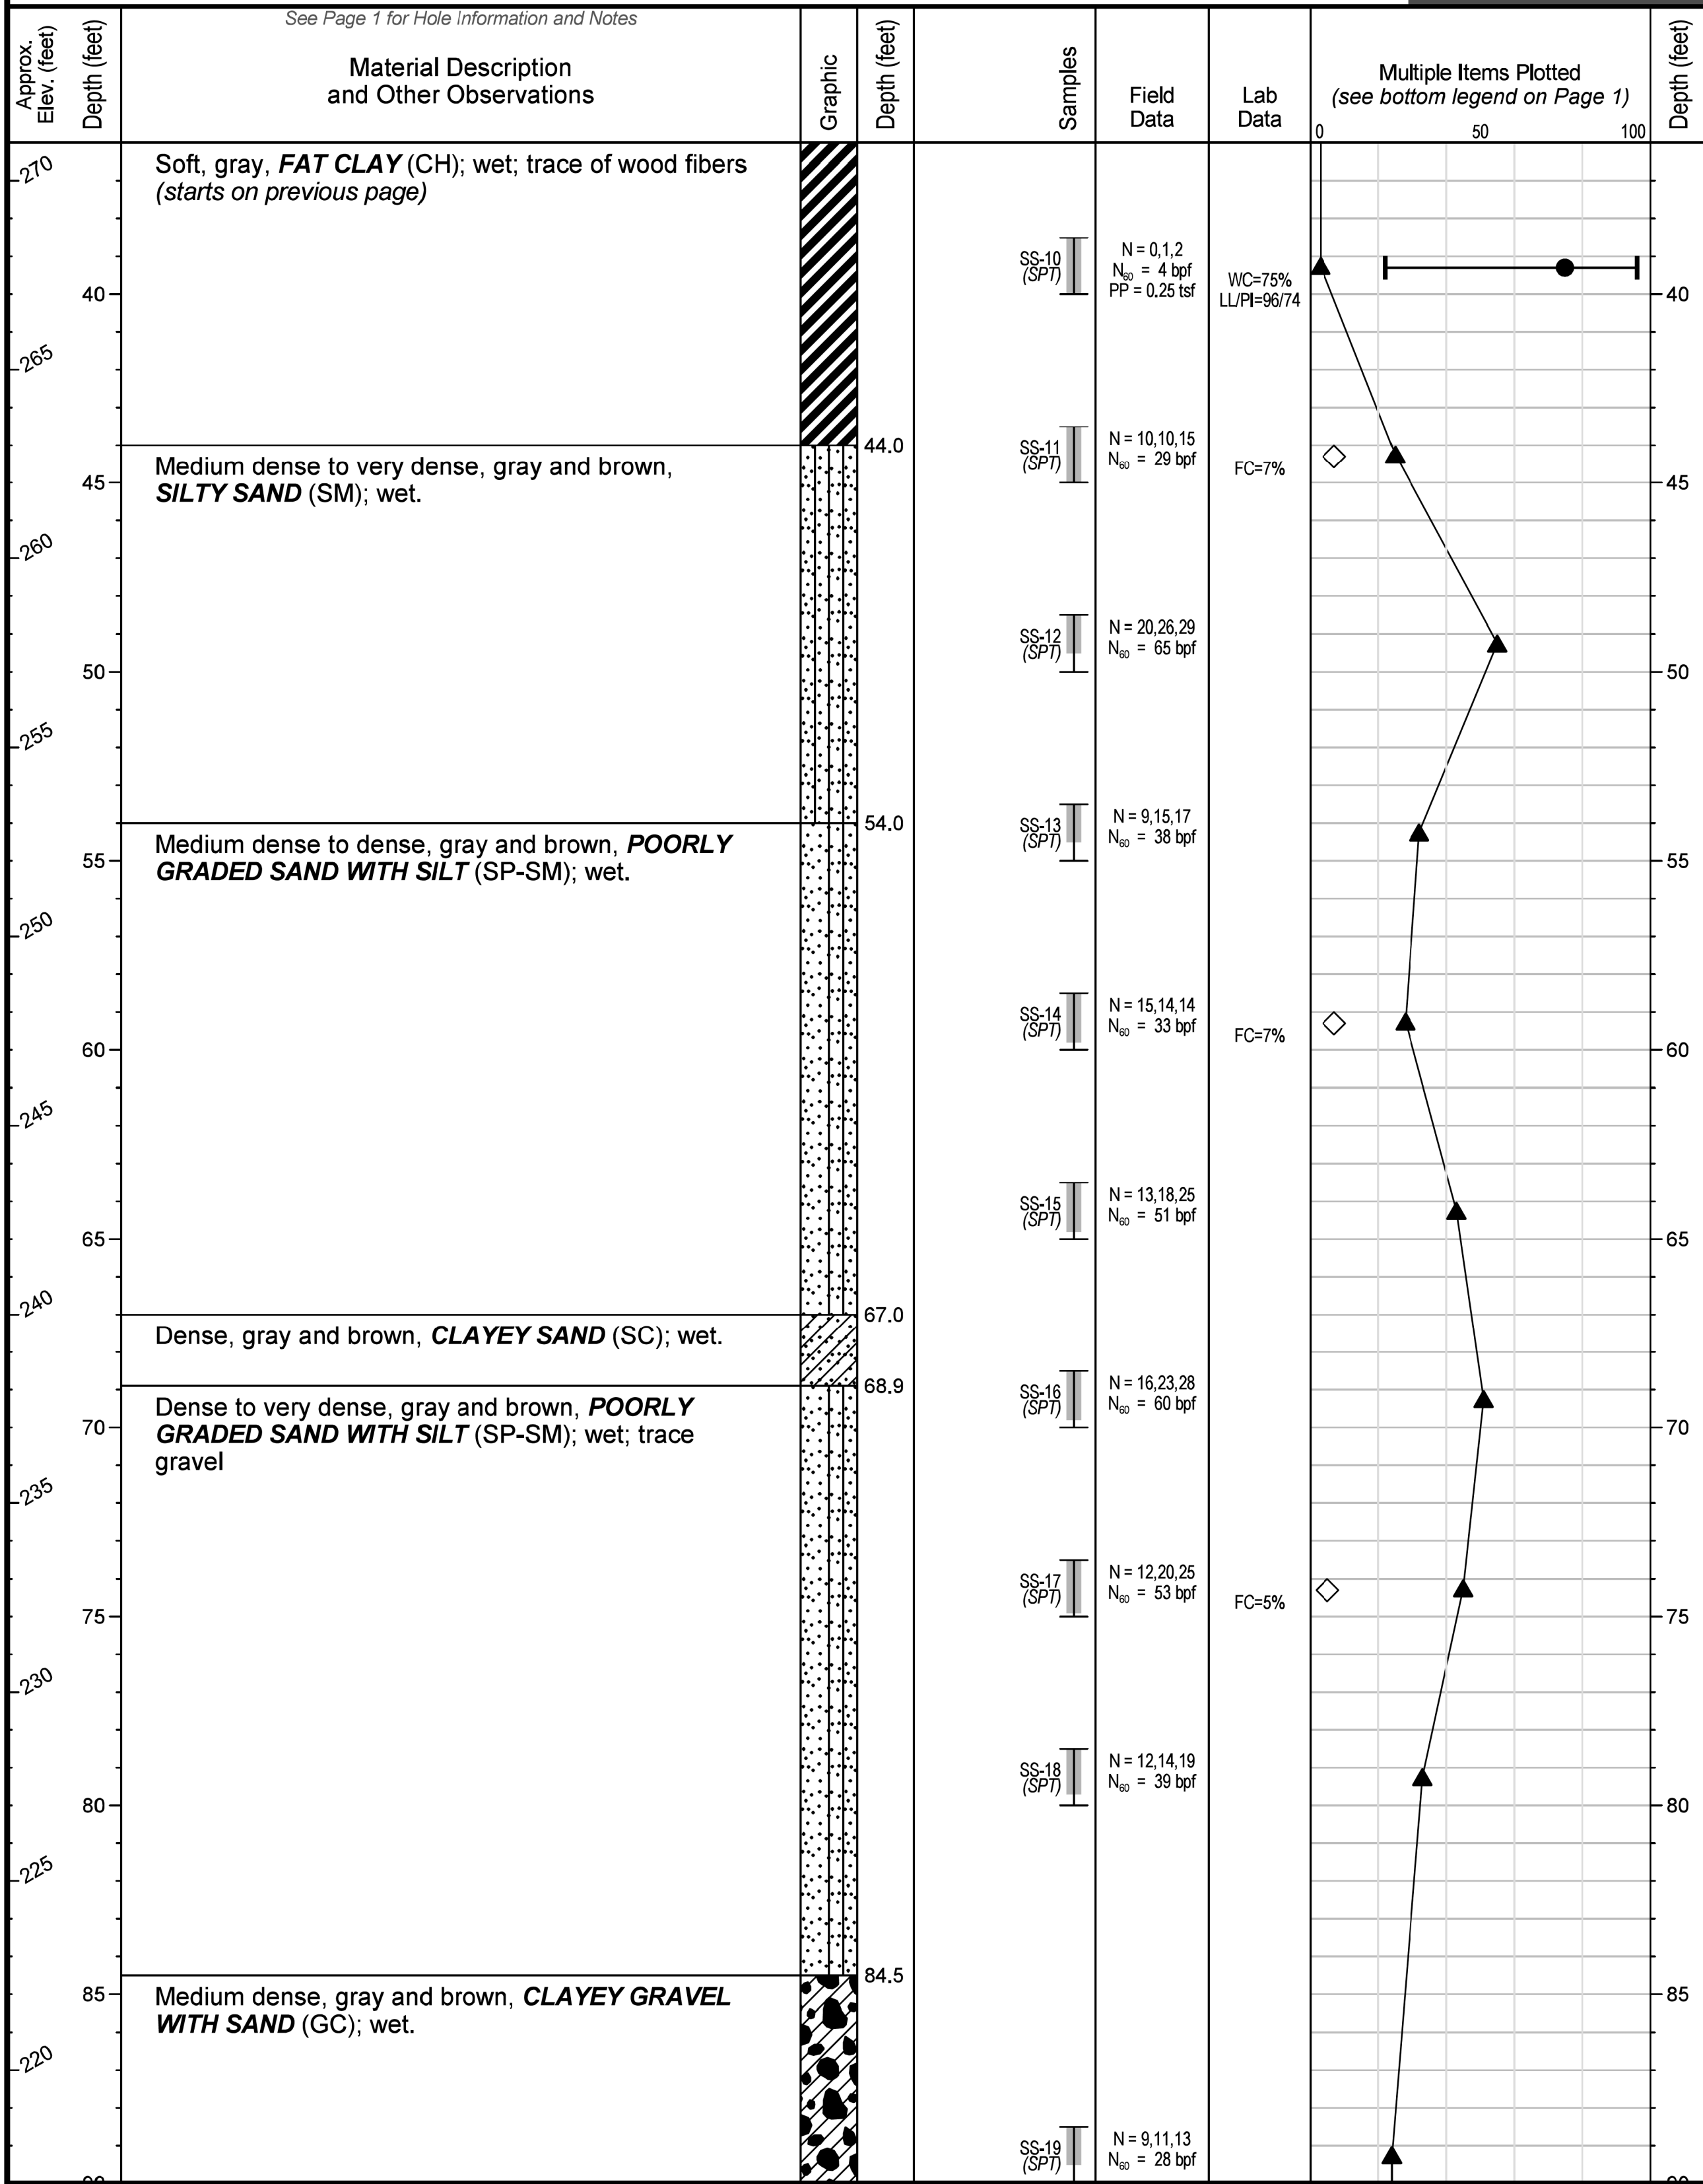 See Page 1 for Hole Information and Notes
Approx.
Elev. (feet)
Depth (feet)
Material Description
and Other Observations
Graphic
Depth (feet)
Samples
Field
Data
Lab
Data
Multiple Items Plotted
(see bottom legend on Page 1)
0 50 100
Depth (feet)
270
Soft, gray, FAT CLAY (CH); wet; trace of wood fibers
(starts on previous page)
SS-10
(SPT)
N = 0,1,2
N60 = 4 bpf
PP = 0.25 tsf
WC=75%
LL/PI=96/74
40
40
265
44.0
Medium dense to very dense, gray and brown,
SILTY SAND (SM); wet.
SS-11
(SPT)
N = 10,10,15
N60 = 29 bpf
FC=7%
45
45
260
SS-12
(SPT)
N = 20,26,29
N60 = 65 bpf
50
50
255
SS-13
(SPT)
N = 9,15,17
N60 = 38 bpf
54.0
Medium dense to dense, gray and brown, POORLY
GRADED SAND WITH SILT (SP-SM); wet.
55
55
250
SS-14
(SPT)
N = 15,14,14
N60 = 33 bpf
FC=7%
60
60
245
SS-15
(SPT)
N = 13,18,25
N60 = 51 bpf
65
65
240
67.0
Dense, gray and brown, CLAYEY SAND (SC); wet.
68.9
SS-16
(SPT)
N = 16,23,28
N60 = 60 bpf
Dense to very dense, gray and brown, POORLY
GRADED SAND WITH SILT (SP-SM); wet; trace
gravel
70
70
235
SS-17
(SPT)
N = 12,20,25
N60 = 53 bpf
FC=5%
75
75
230
SS-18
(SPT)
N = 12,14,19
N60 = 39 bpf
80
80
225
84.5
Medium dense, gray and brown, CLAYEY GRAVEL
WITH SAND (GC); wet.
85
85
220
SS-19
(SPT)
N = 9,11,13
N60 = 28 bpf